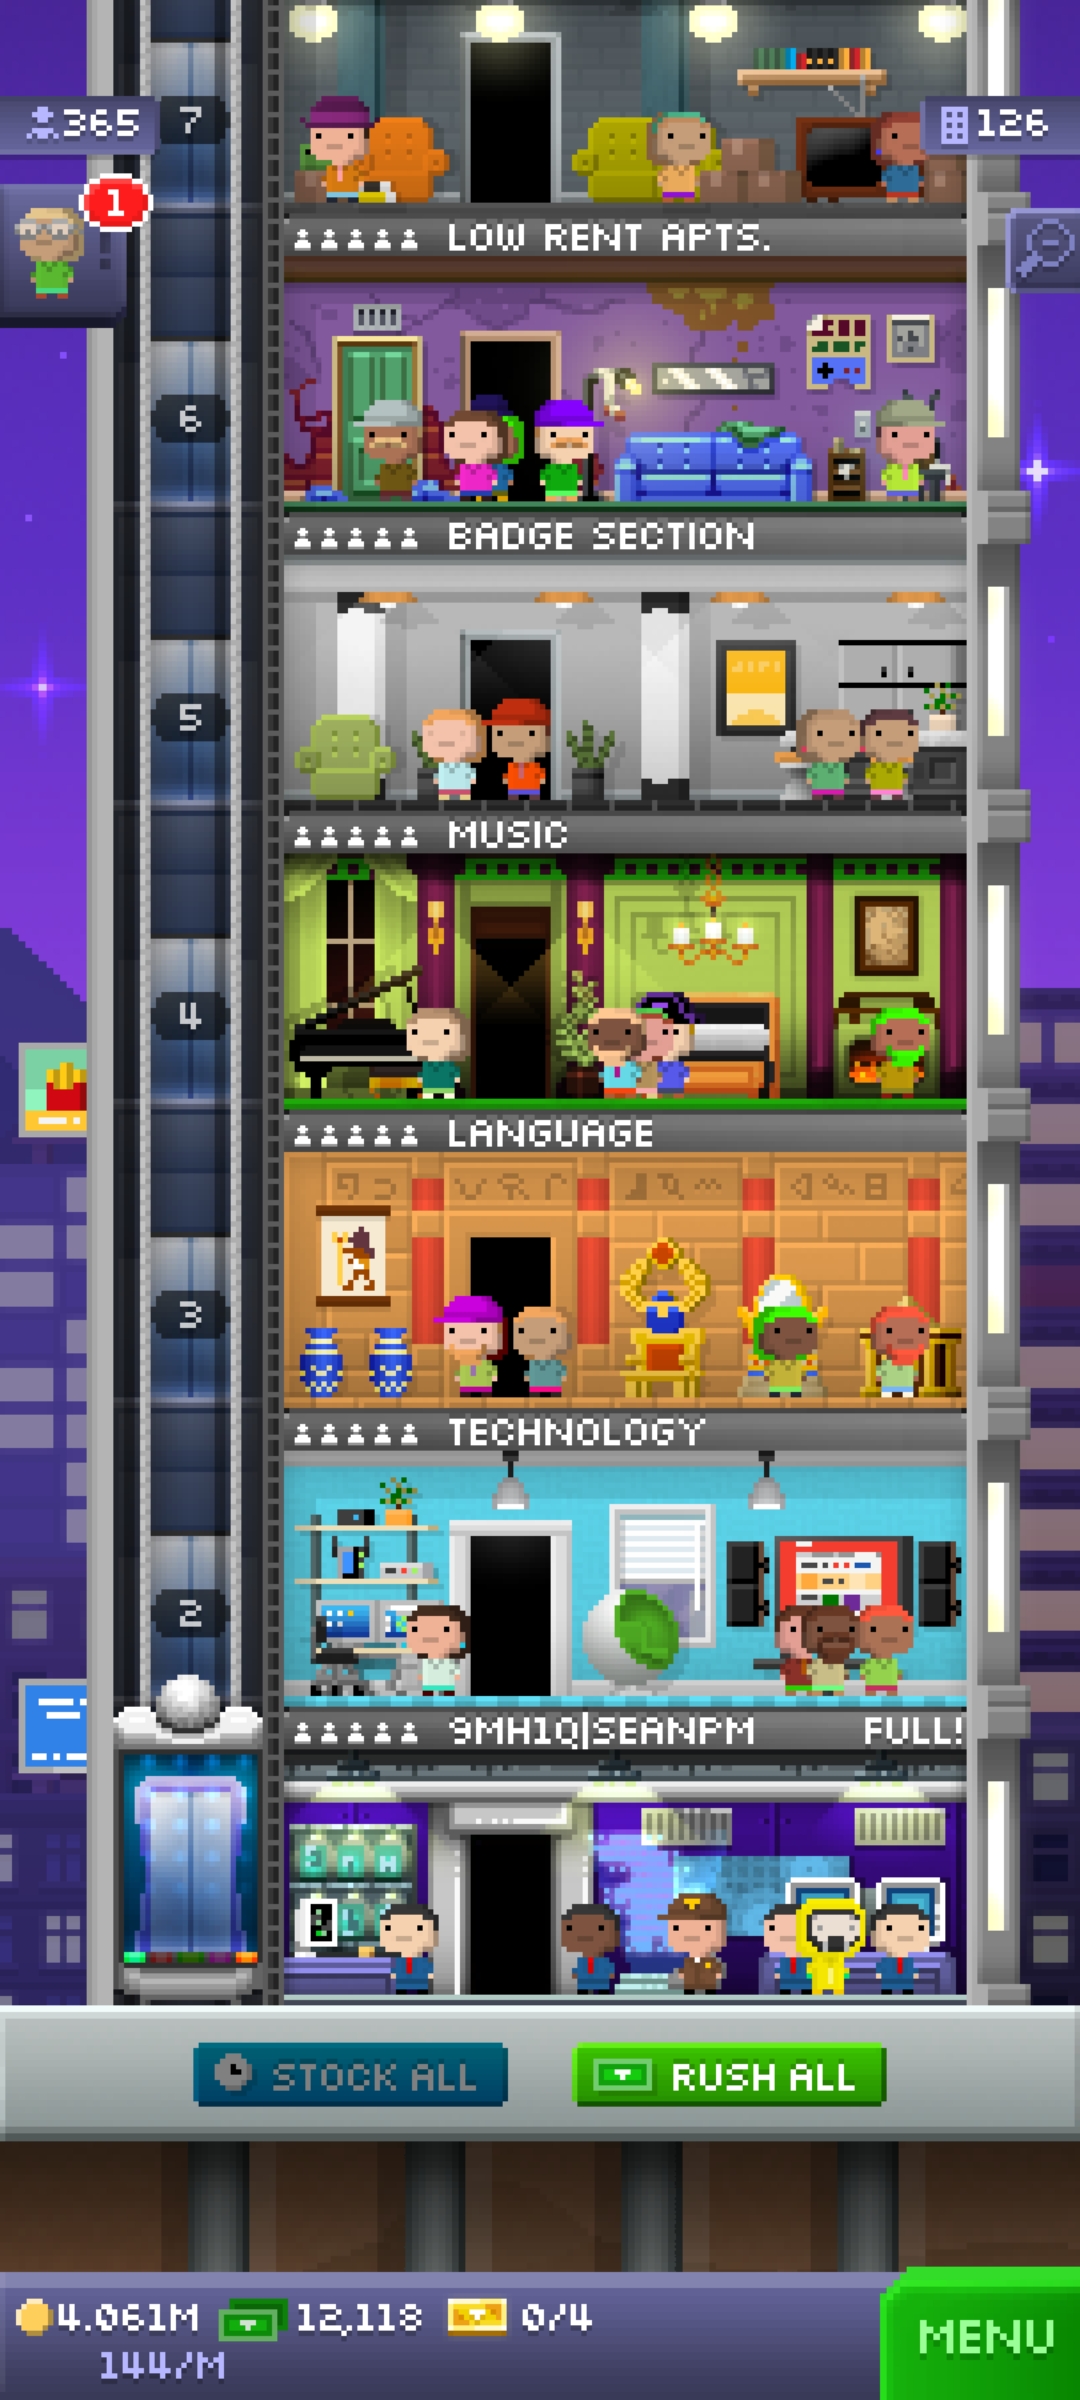 7
365
126
1
LOW RENT APTS.
6
BADGE SECTION
5
MUSIC
4
LANGUAGE
3
TECHNOLOGY
2
9MH1Q|SEANPM FULL!
STOCK ALL
RUSH ALL
4.061M 12,118 0/4
144/M
MENU